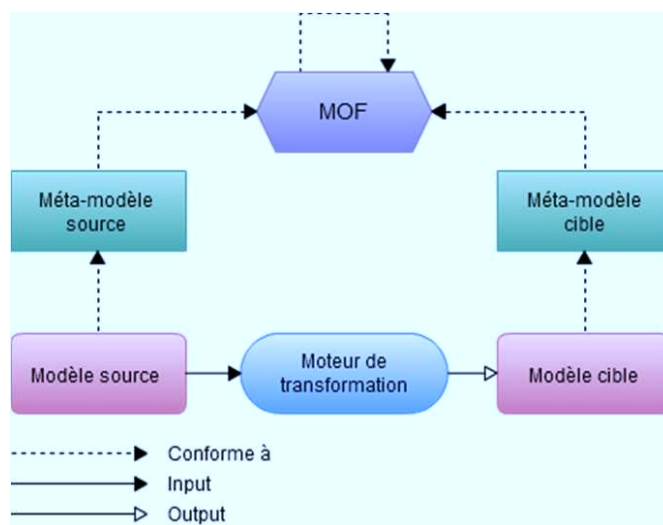 MOF
Méta-modèle
source
Méta-modèle
cible
Modèle source
Moteur de
transformation
Modèle cible
Conforme à
Input
Output